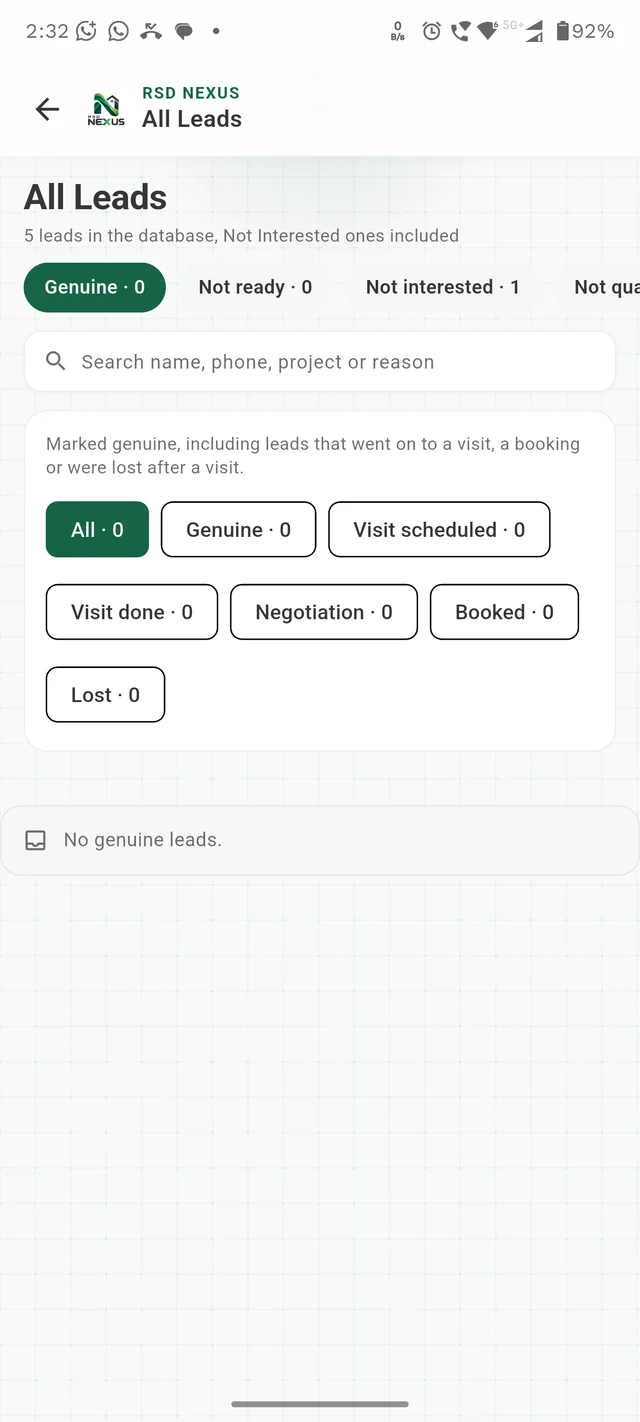 2:32
0 B/s
5G+
92%
RSD NEXUS
All Leads
All Leads
5 leads in the database, Not Interested ones included
Genuine · 0
Not ready · 0
Not interested · 1
Not qua
Search name, phone, project or reason
Marked genuine, including leads that went on to a visit, a booking
or were lost after a visit.
All · 0
Genuine · 0
Visit scheduled · 0
Visit done · 0
Negotiation · 0
Booked · 0
Lost · 0
No genuine leads.